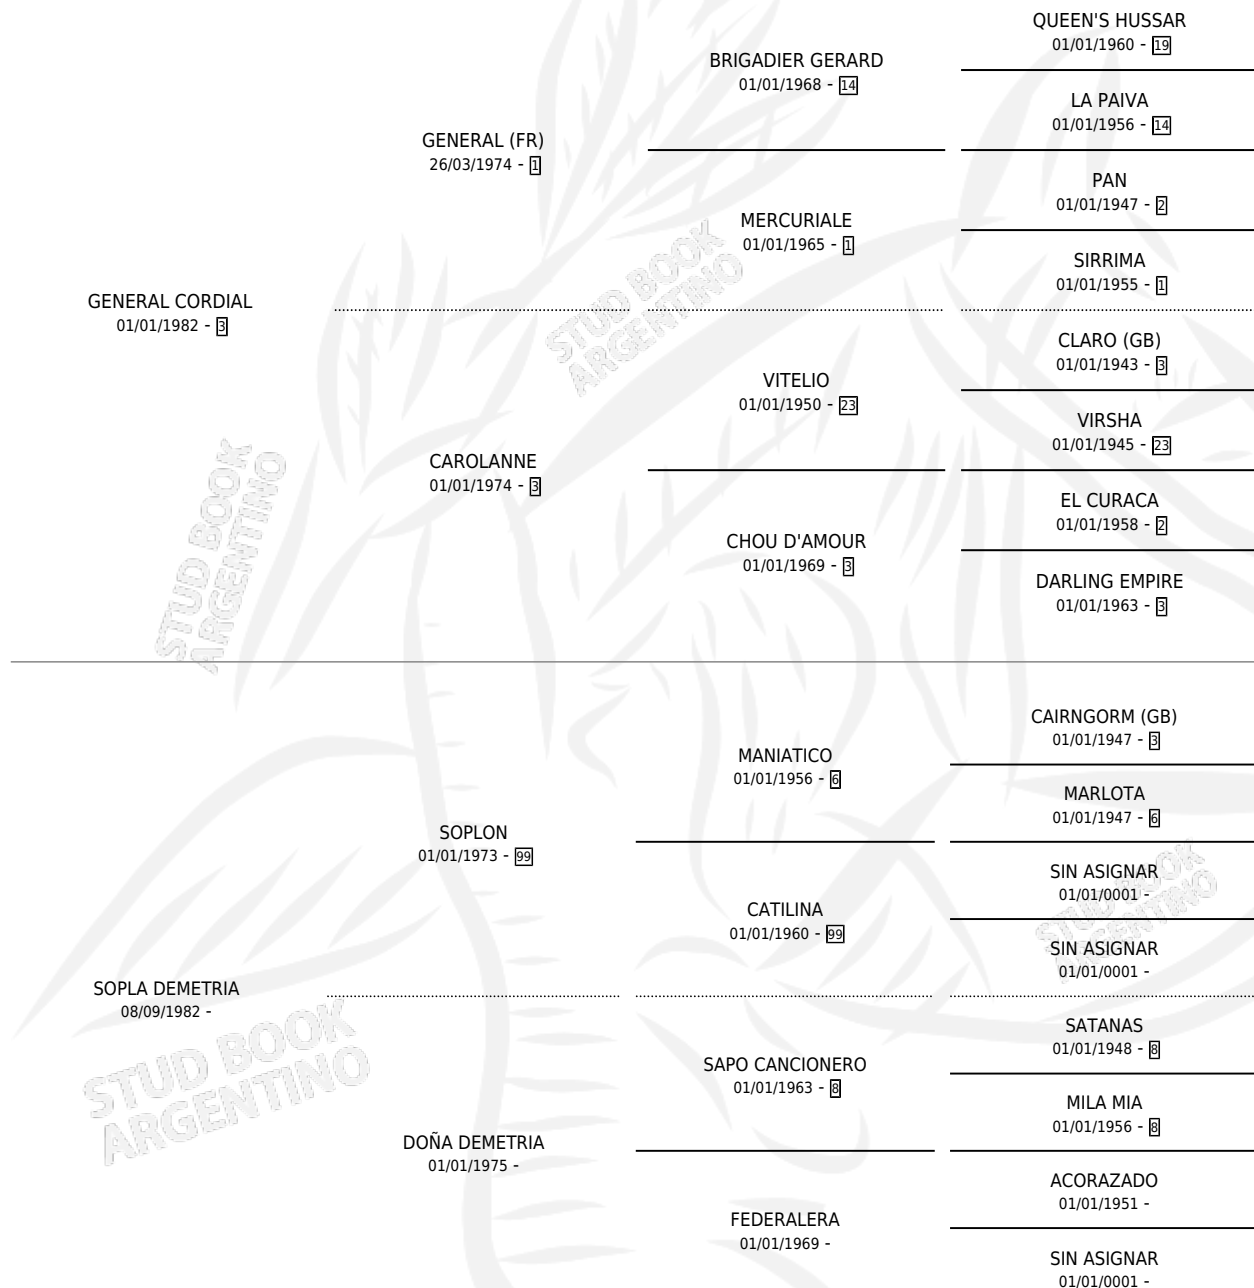 QUEEN'S HUSSAR
01/01/1960 - 19
BRIGADIER GERARD
01/01/1968 - 14
LA PAIVA
01/01/1956 - 14
GENERAL (FR)
26/03/1974 - 1
PAN
01/01/1947 - 2
MERCURIALE
01/01/1965 - 1
SIRRIMA
01/01/1955 - 1
GENERAL CORDIAL
01/01/1982 - 3
STUD BOOK
ARGENTINO
CLARO (GB)
01/01/1943 - 3
VITELIO
01/01/1950 - 23
VIRSHA
01/01/1945 - 23
CAROLANNE
01/01/1974 - 3
EL CURACA
01/01/1958 - 2
CHOU D'AMOUR
01/01/1969 - 3
DARLING EMPIRE
01/01/1963 - 3
STUD BOOK
ARGENTINO
CAIRNGORM (GB)
01/01/1947 - 3
MANIATICO
01/01/1956 - 6
MARLOTA
01/01/1947 - 6
SOPLON
01/01/1973 - 99
SIN ASIGNAR
01/01/0001 -
CATILINA
01/01/1960 - 99
SIN ASIGNAR
01/01/0001 -
STUD BOOK
ARGENTINO
SOPLA DEMETRIA
08/09/1982 -
SATANAS
01/01/1948 - 8
SAPO CANCIONERO
01/01/1963 - 8
MILA MIA
01/01/1956 - 8
STUD BOOK
ARGENTINO
DOÑA DEMETRIA
01/01/1975 -
ACORAZADO
01/01/1951 -
FEDERALERA
01/01/1969 -
SIN ASIGNAR
01/01/0001 -